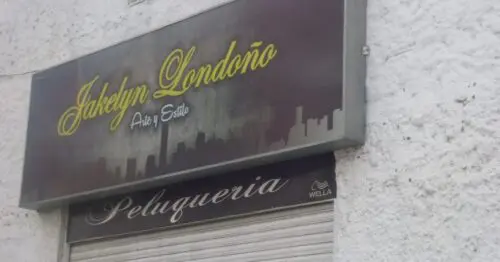 Jakelyn Londoño
Arte y Estilo
Peluqueria
WELLA